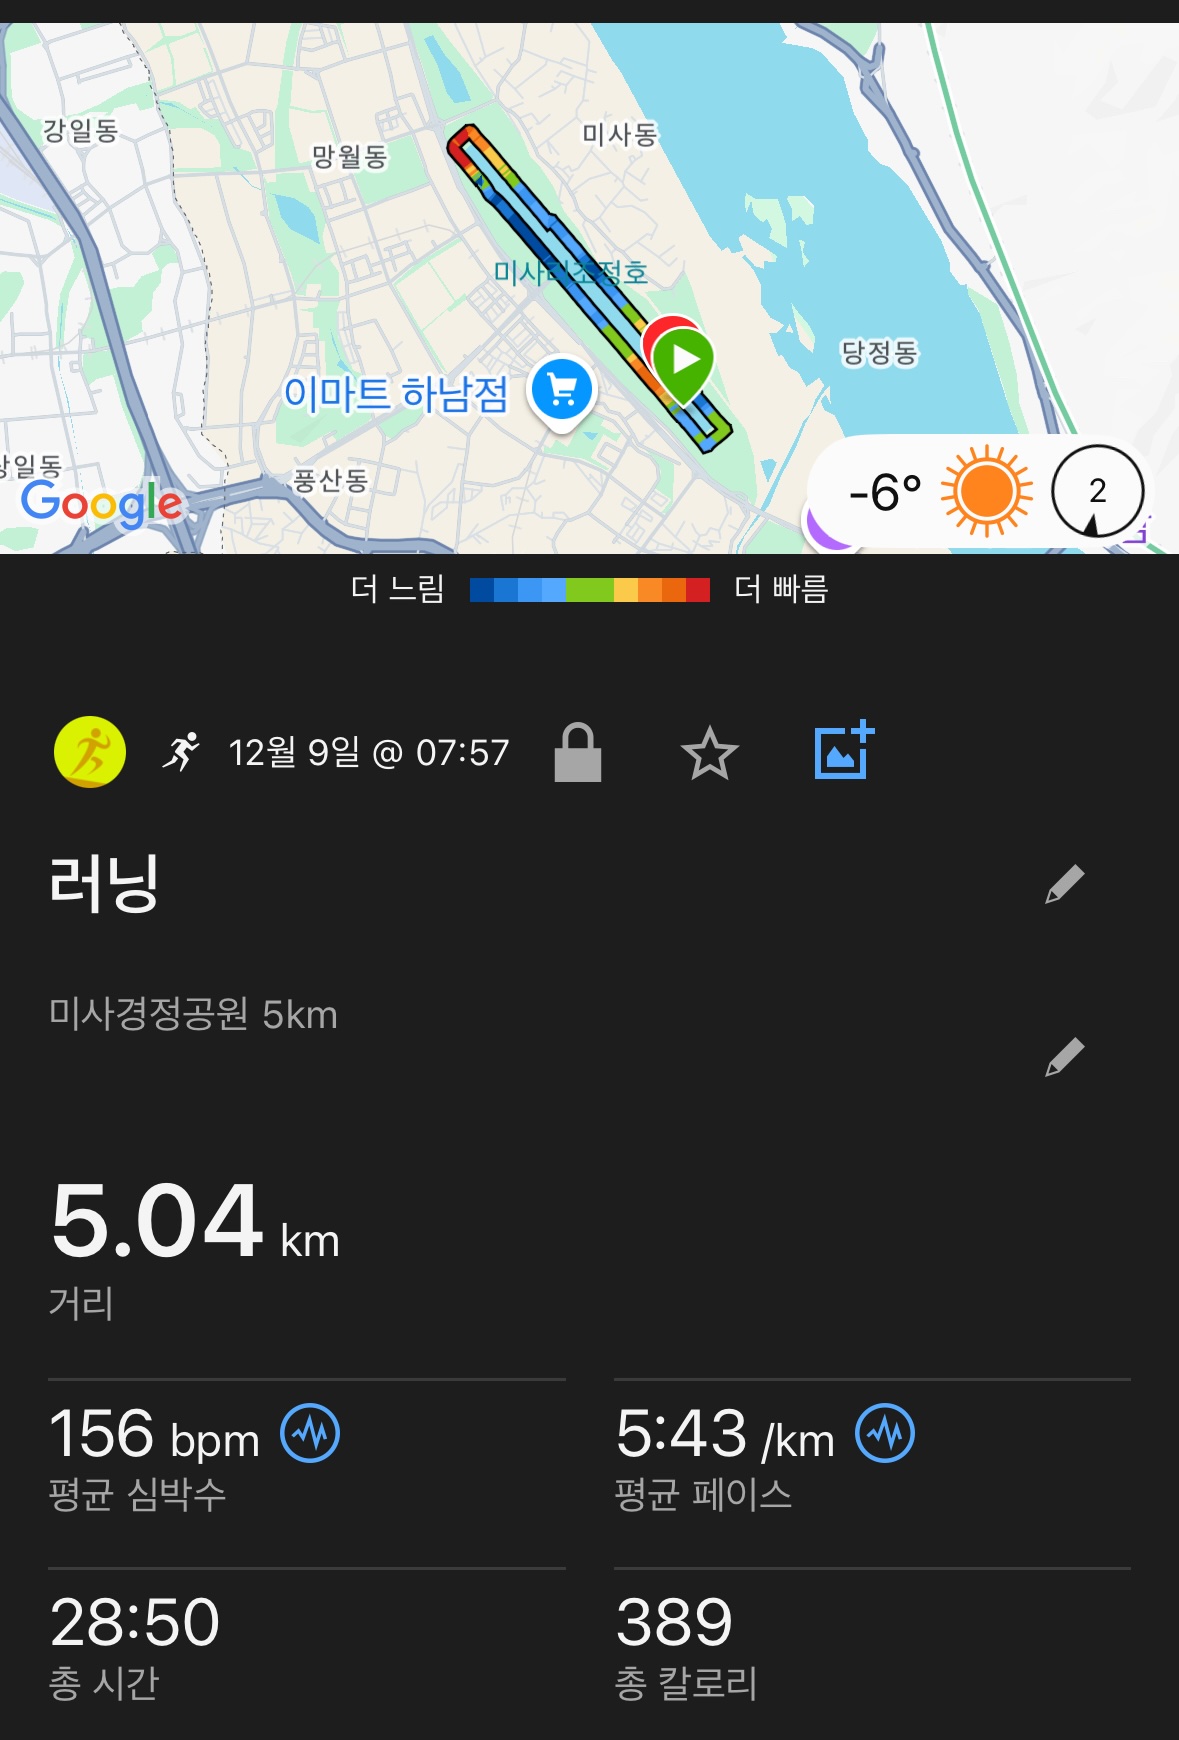 강일동
망월동
미사동
미사리조정호
당정동
이마트 하남점
풍산동
Google
-6°
2
더 느림
더 빠름
12월 9일 @ 07:57
러닝
미사경정공원 5km
5.04 km
거리
156 bpm
5:43 /km
평균 심박수
평균 페이스
28:50
389
총 시간
총 칼로리